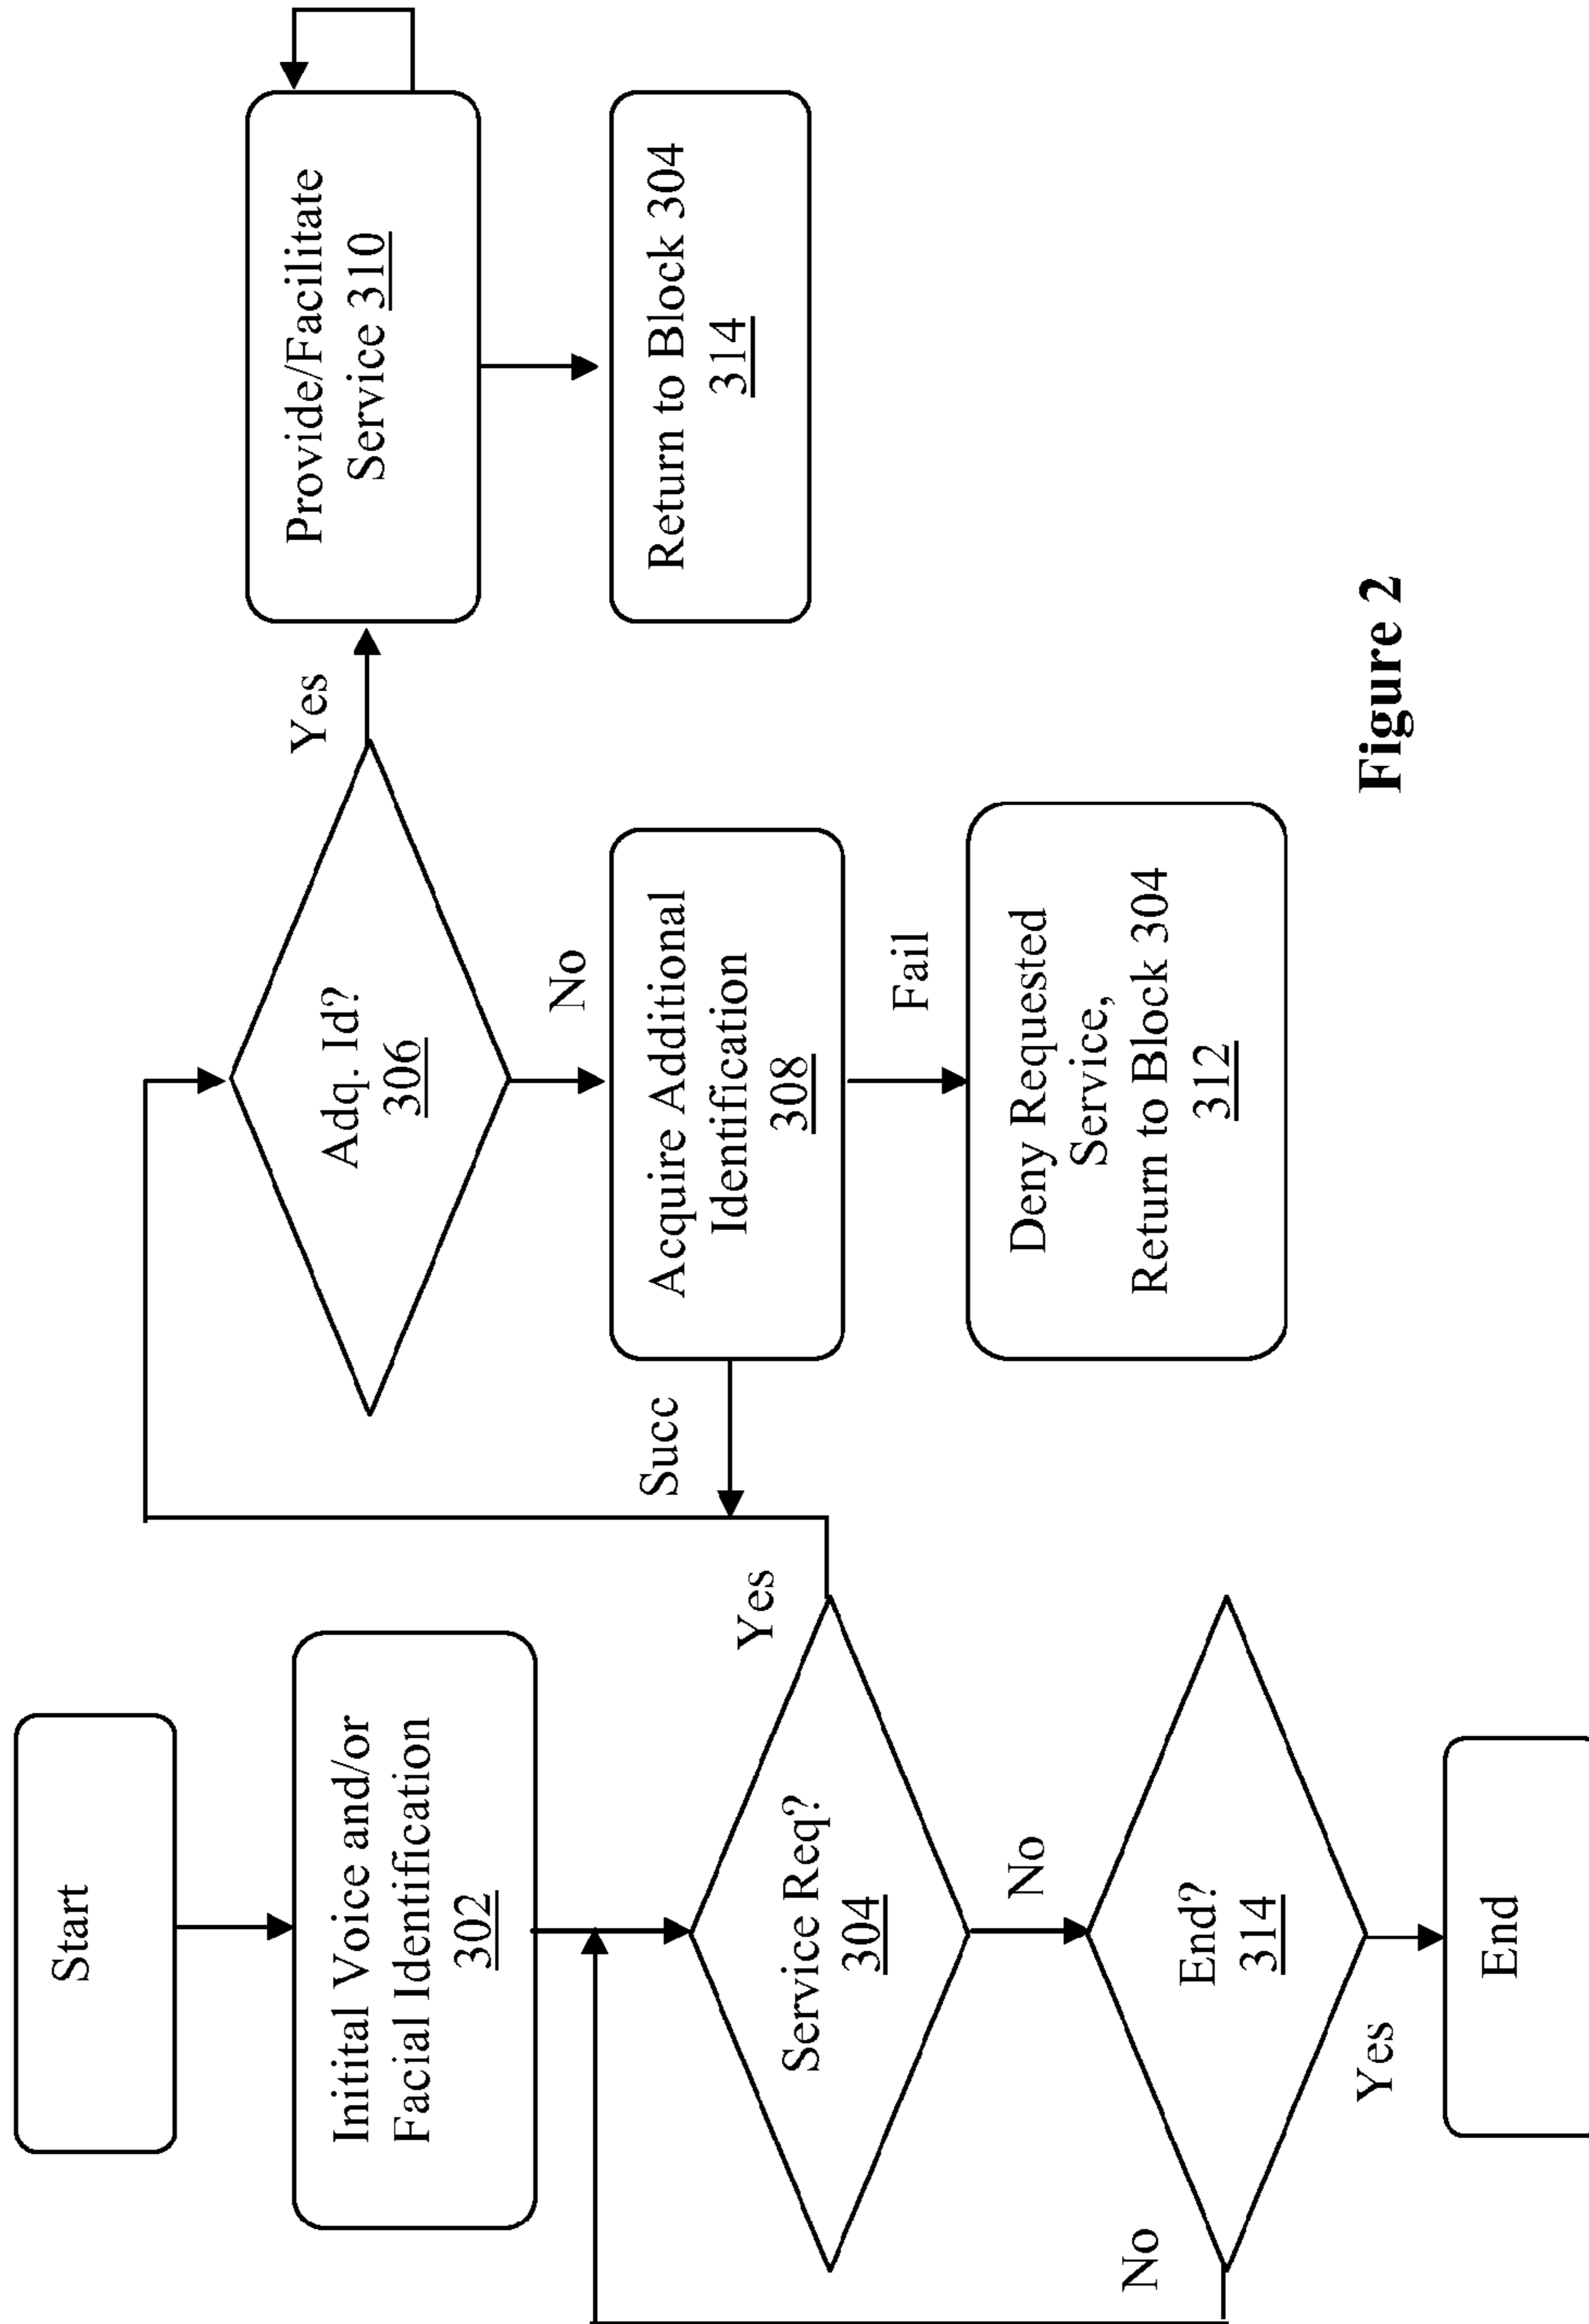 Start
Initital Voice and/or
Facial Identification
302
Service Req?
304
Yes
No
End?
314
No
Yes
End
Adq. Id?
306
Yes
No
Acquire Additional
Identification
308
Succ
Fail
Deny Requested
Service,
Return to Block 304
312
Provide/Facilitate
Service 310
Return to Block 304
314
Figure 2